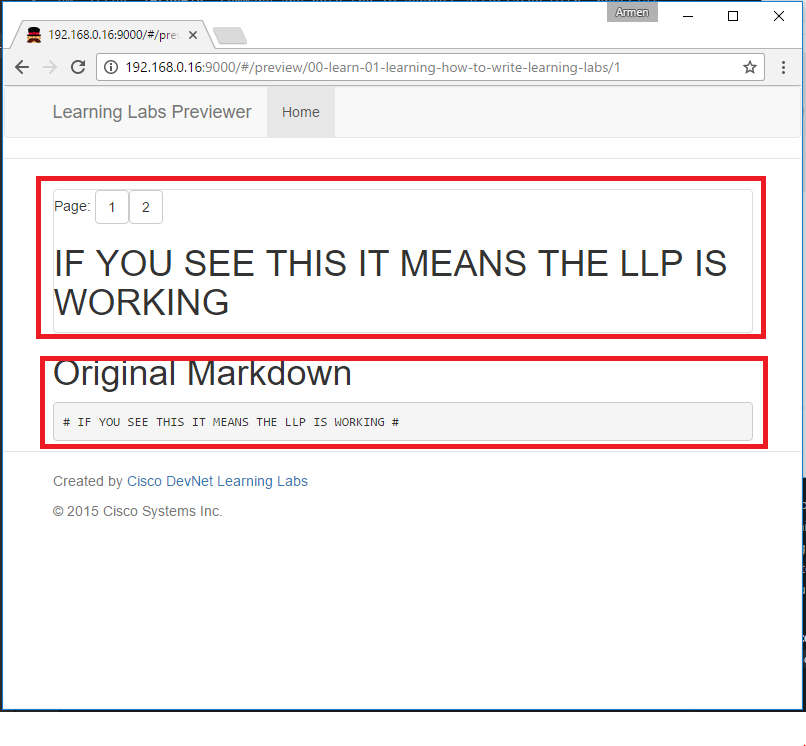 Armen
192.168.0.16:9000/#/prev
192.168.0.16:9000/#/preview/00-learn-01-learning-how-to-write-learning-labs/1
Learning Labs Previewer Home
Page: 1 2
IF YOU SEE THIS IT MEANS THE LLP IS
WORKING
Original Markdown
# IF YOU SEE THIS IT MEANS THE LLP IS WORKING #
Created by Cisco DevNet Learning Labs
© 2015 Cisco Systems Inc.